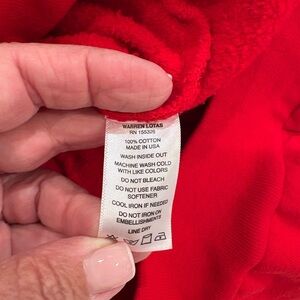 WARREN LOTAS
RN 155326
100% COTTON
MADE IN USA
WASH INSIDE OUT
MACHINE WASH COLD
WITH LIKE COLORS
DO NOT BLEACH
DO NOT USE FABRIC
SOFTENER
COOL IRON IF NEEDED
DO NOT IRON ON
EMBELLISHMENTS
LINE DRY